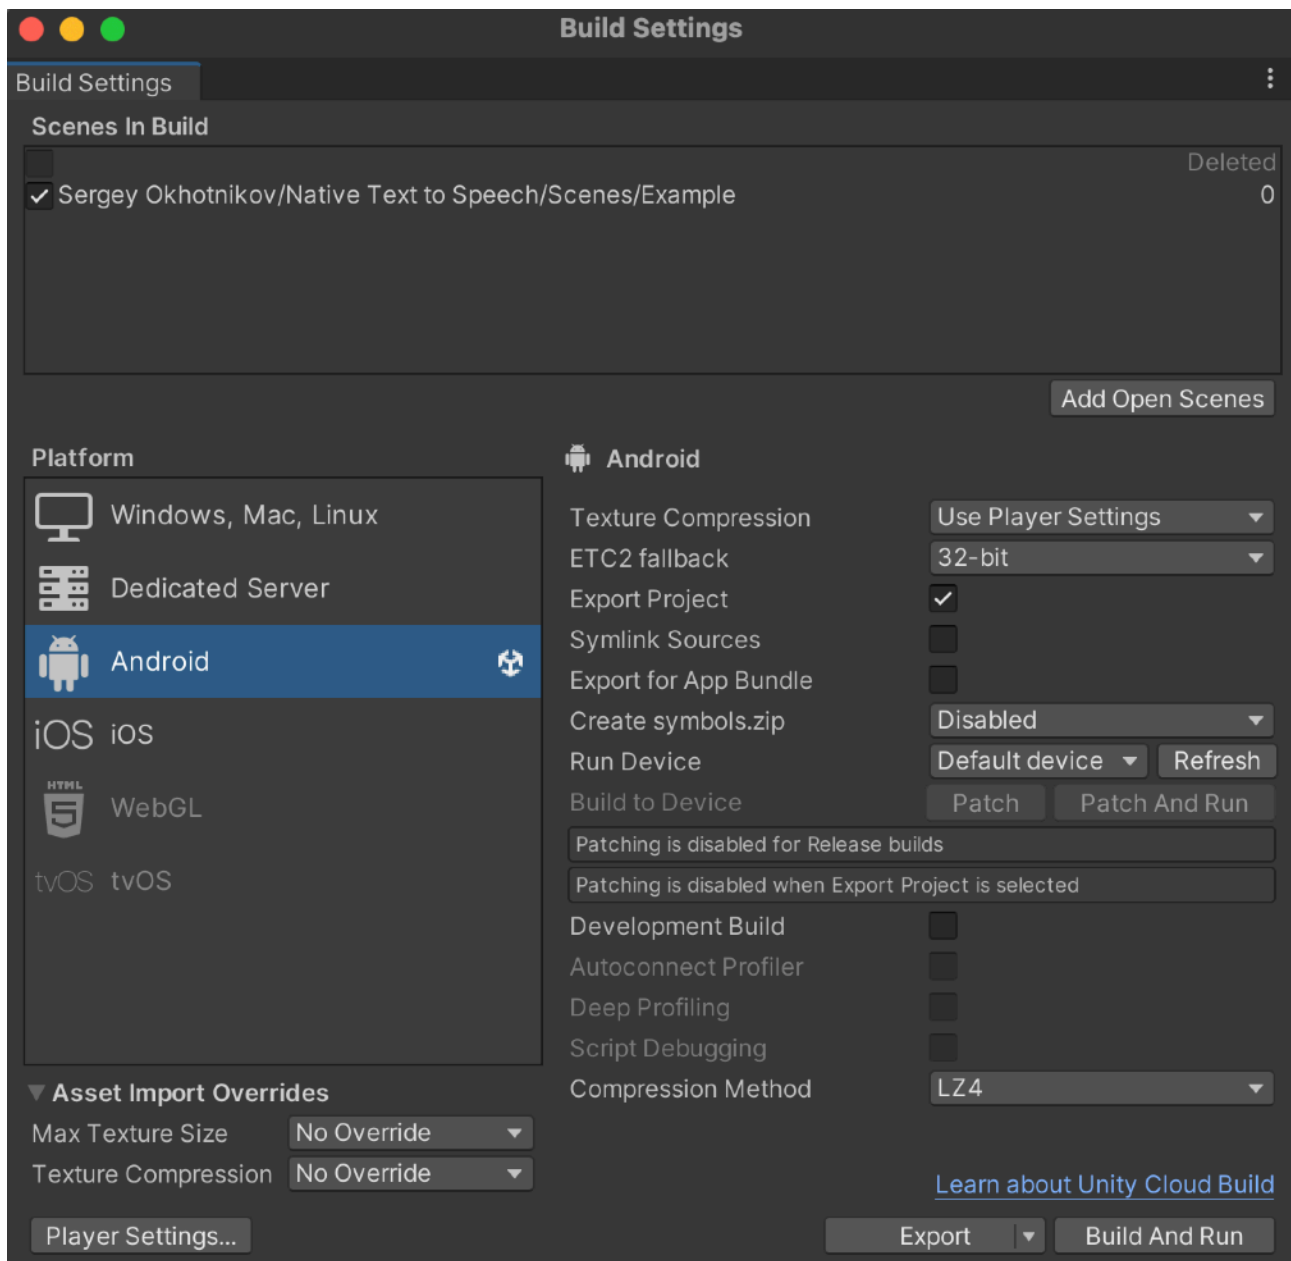 Build Settings
Build Settings
Scenes In Build
Deleted
Sergey Okhotnikov/Native Text to Speech/Scenes/Example 0
Add Open Scenes
Platform
Windows, Mac, Linux
Dedicated Server
Android
iOS iOS
HTML
5 WebGL
tvOS tvOS
Android
Texture Compression Use Player Settings
ETC2 fallback 32-bit
Export Project
Symlink Sources
Export for App Bundle
Create symbols.zip Disabled
Run Device Default device Refresh
Build to Device Patch Patch And Run
Patching is disabled for Release builds
Patching is disabled when Export Project is selected
Development Build
Autoconnect Profiler
Deep Profiling
Script Debugging
Compression Method LZ4
Asset Import Overrides
Max Texture Size No Override
Texture Compression No Override
Learn about Unity Cloud Build
Player Settings... Export Build And Run